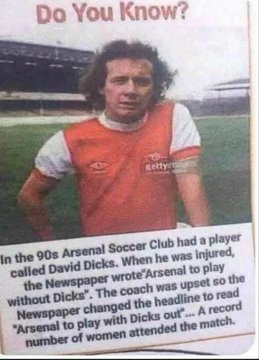 Do You Know?
gettyimages
In the 90s Arsenal Soccer Club had a player
called David Dicks. When he was injured,
the Newspaper wrote"Arsenal to play
without Dicks". The coach was upset so the
Newspaper changed the headline to read
"Arsenal to play with Dicks out"... A record
number of women attended the match.